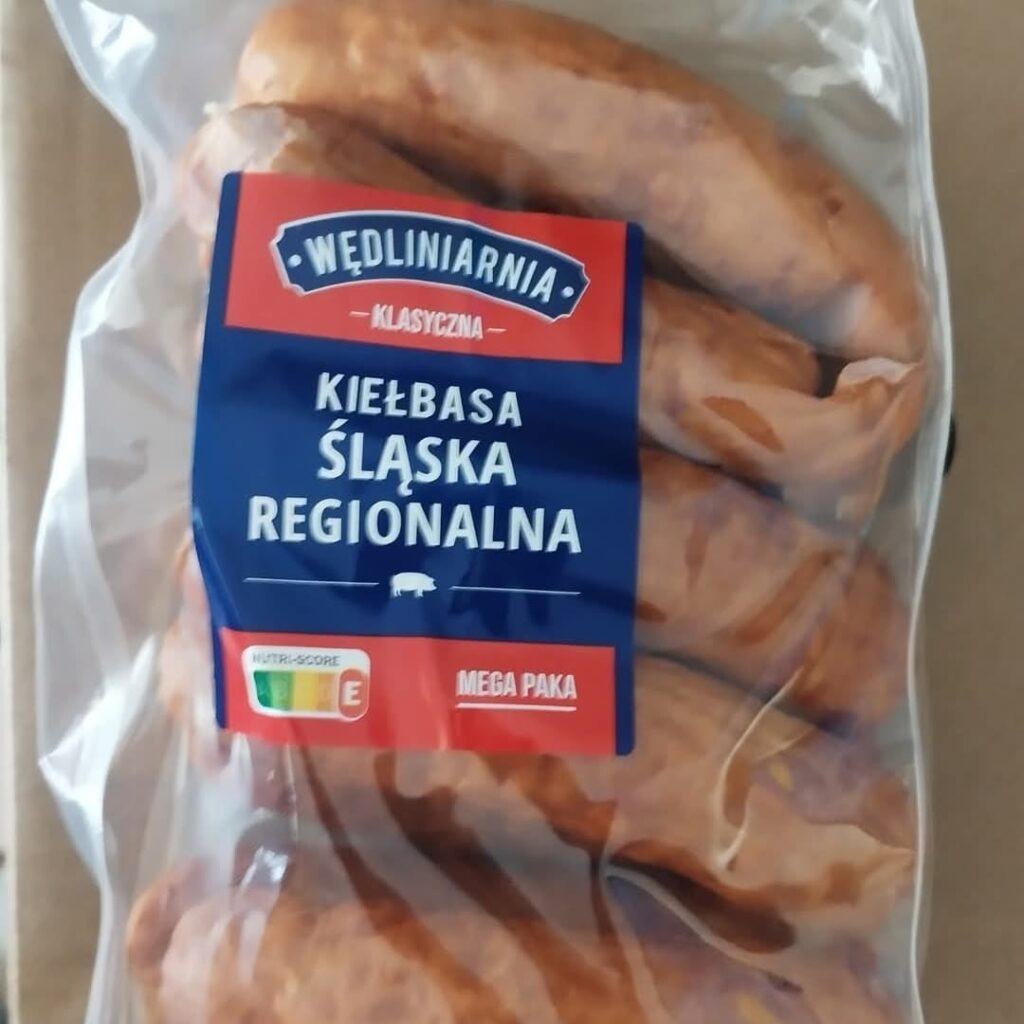 WĘDLINIARNIA
KLASYCZNA
KIEŁBASA
ŚLĄSKA
REGIONALNA
NUTRI-SCORE
A B C D E
MEGA PAKA